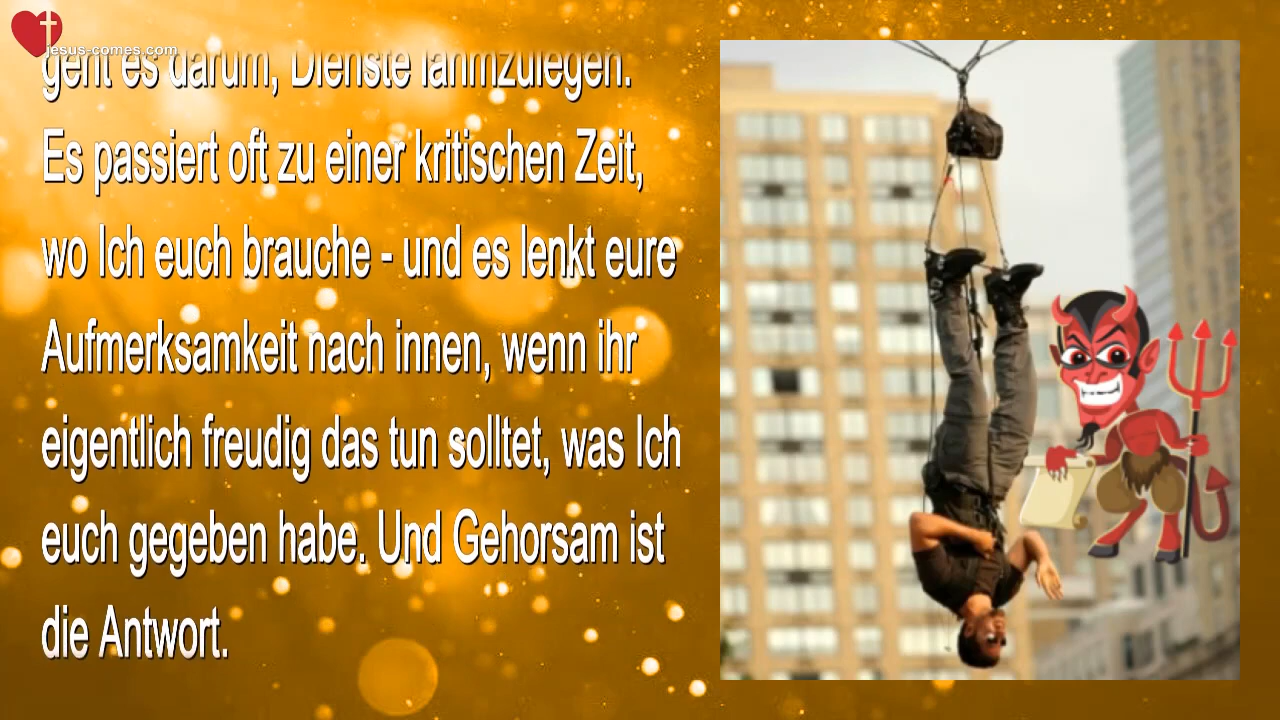 jesus-comes.com
geht es darum, Dienste lahmzulegen.
Es passiert oft zu einer kritischen Zeit,
wo Ich euch brauche - und es lenkt eure
Aufmerksamkeit nach innen, wenn ihr
eigentlich freudig das tun solltet, was Ich
euch gegeben habe. Und Gehorsam ist
die Antwort.